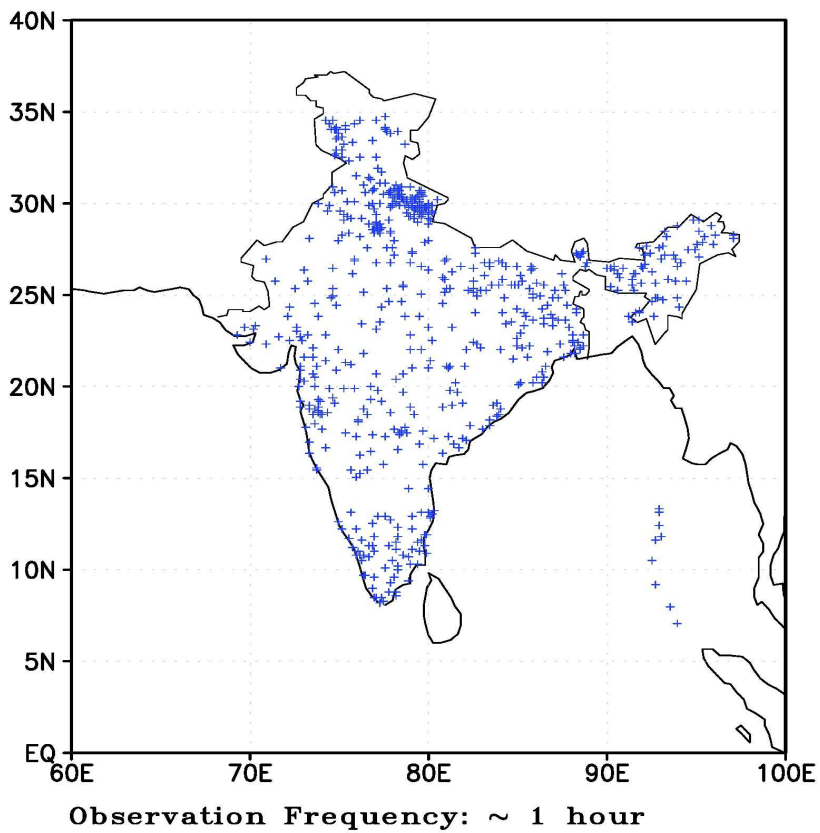 40N
35N
30N
25N
20N
15N
10N
5N
EQ
60E 70E 80E 90E 100E
Observation Frequency: ~ 1 hour